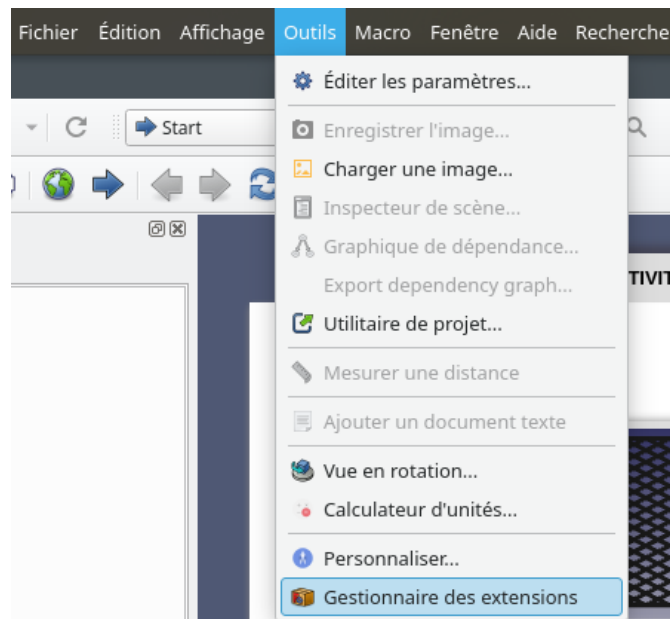 Fichier Édition Affichage Outils Macro Fenêtre Aide Recherche
Éditer les paramètres...
Start
Enregistrer l'image...
Charger une image...
Inspecteur de scène...
Graphique de dépendance...
Export dependency graph...
Utilitaire de projet...
Mesurer une distance
Ajouter un document texte
Vue en rotation...
Calculateur d'unités...
Personnaliser...
Gestionnaire des extensions